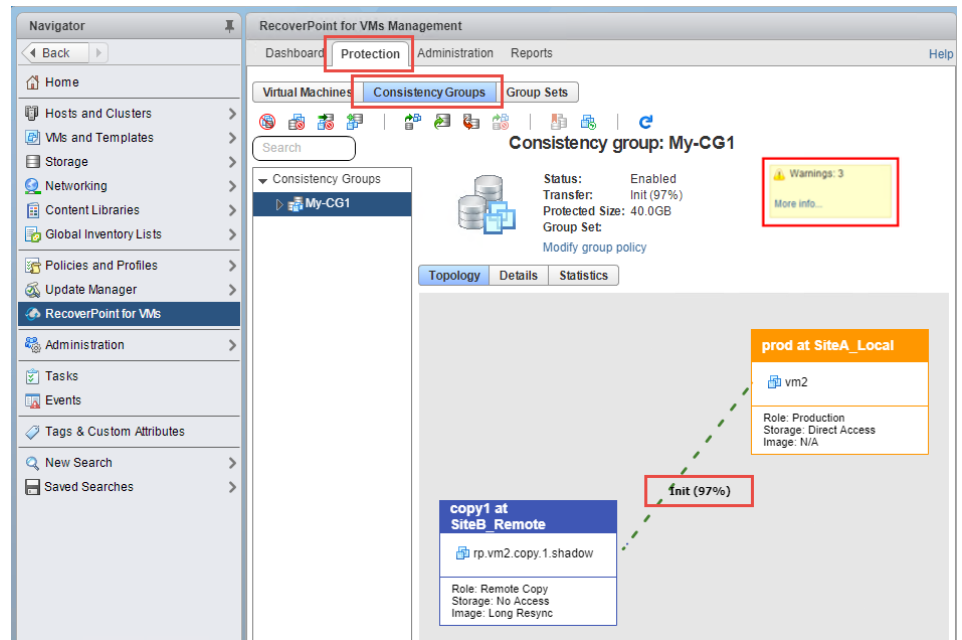 Navigator
Back
Home
Hosts and Clusters
VMs and Templates
Storage
Networking
Content Libraries
Global Inventory Lists
Policies and Profiles
Update Manager
RecoverPoint for VMs
Administration
Tasks
Events
Tags & Custom Attributes
New Search
Saved Searches
RecoverPoint for VMs Management
Dashboard Protection Administration Reports Help
Virtual Machines Consistency Groups Group Sets
Search
Consistency Groups
My-CG1
Consistency group: My-CG1
Status: Enabled
Transfer: Init (97%)
Protected Size: 40.0GB
Group Set:
Modify group policy
Warnings: 3
More info...
Topology Details Statistics
prod at SiteA_Local
vm2
Role: Production
Storage: Direct Access
Image: N/A
Init (97%)
copy1 at
SiteB_Remote
rp.vm2.copy.1.shadow
Role: Remote Copy
Storage: No Access
Image: Long Resync